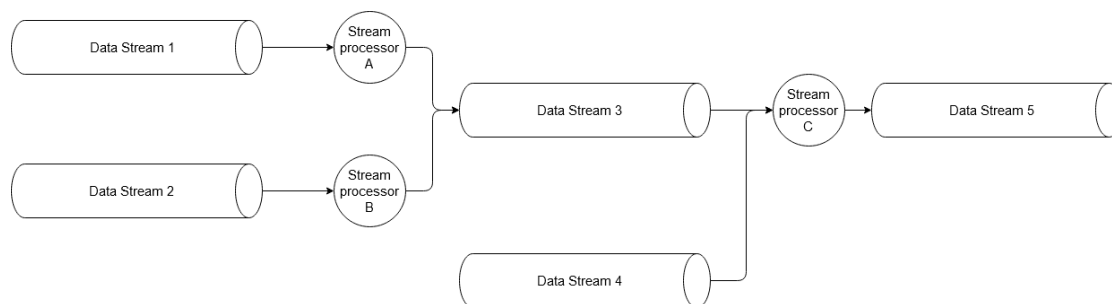 Data Stream 1
Stream
processor
A
Data Stream 2
Stream
processor
B
Data Stream 3
Data Stream 4
Stream
processor
C
Data Stream 5